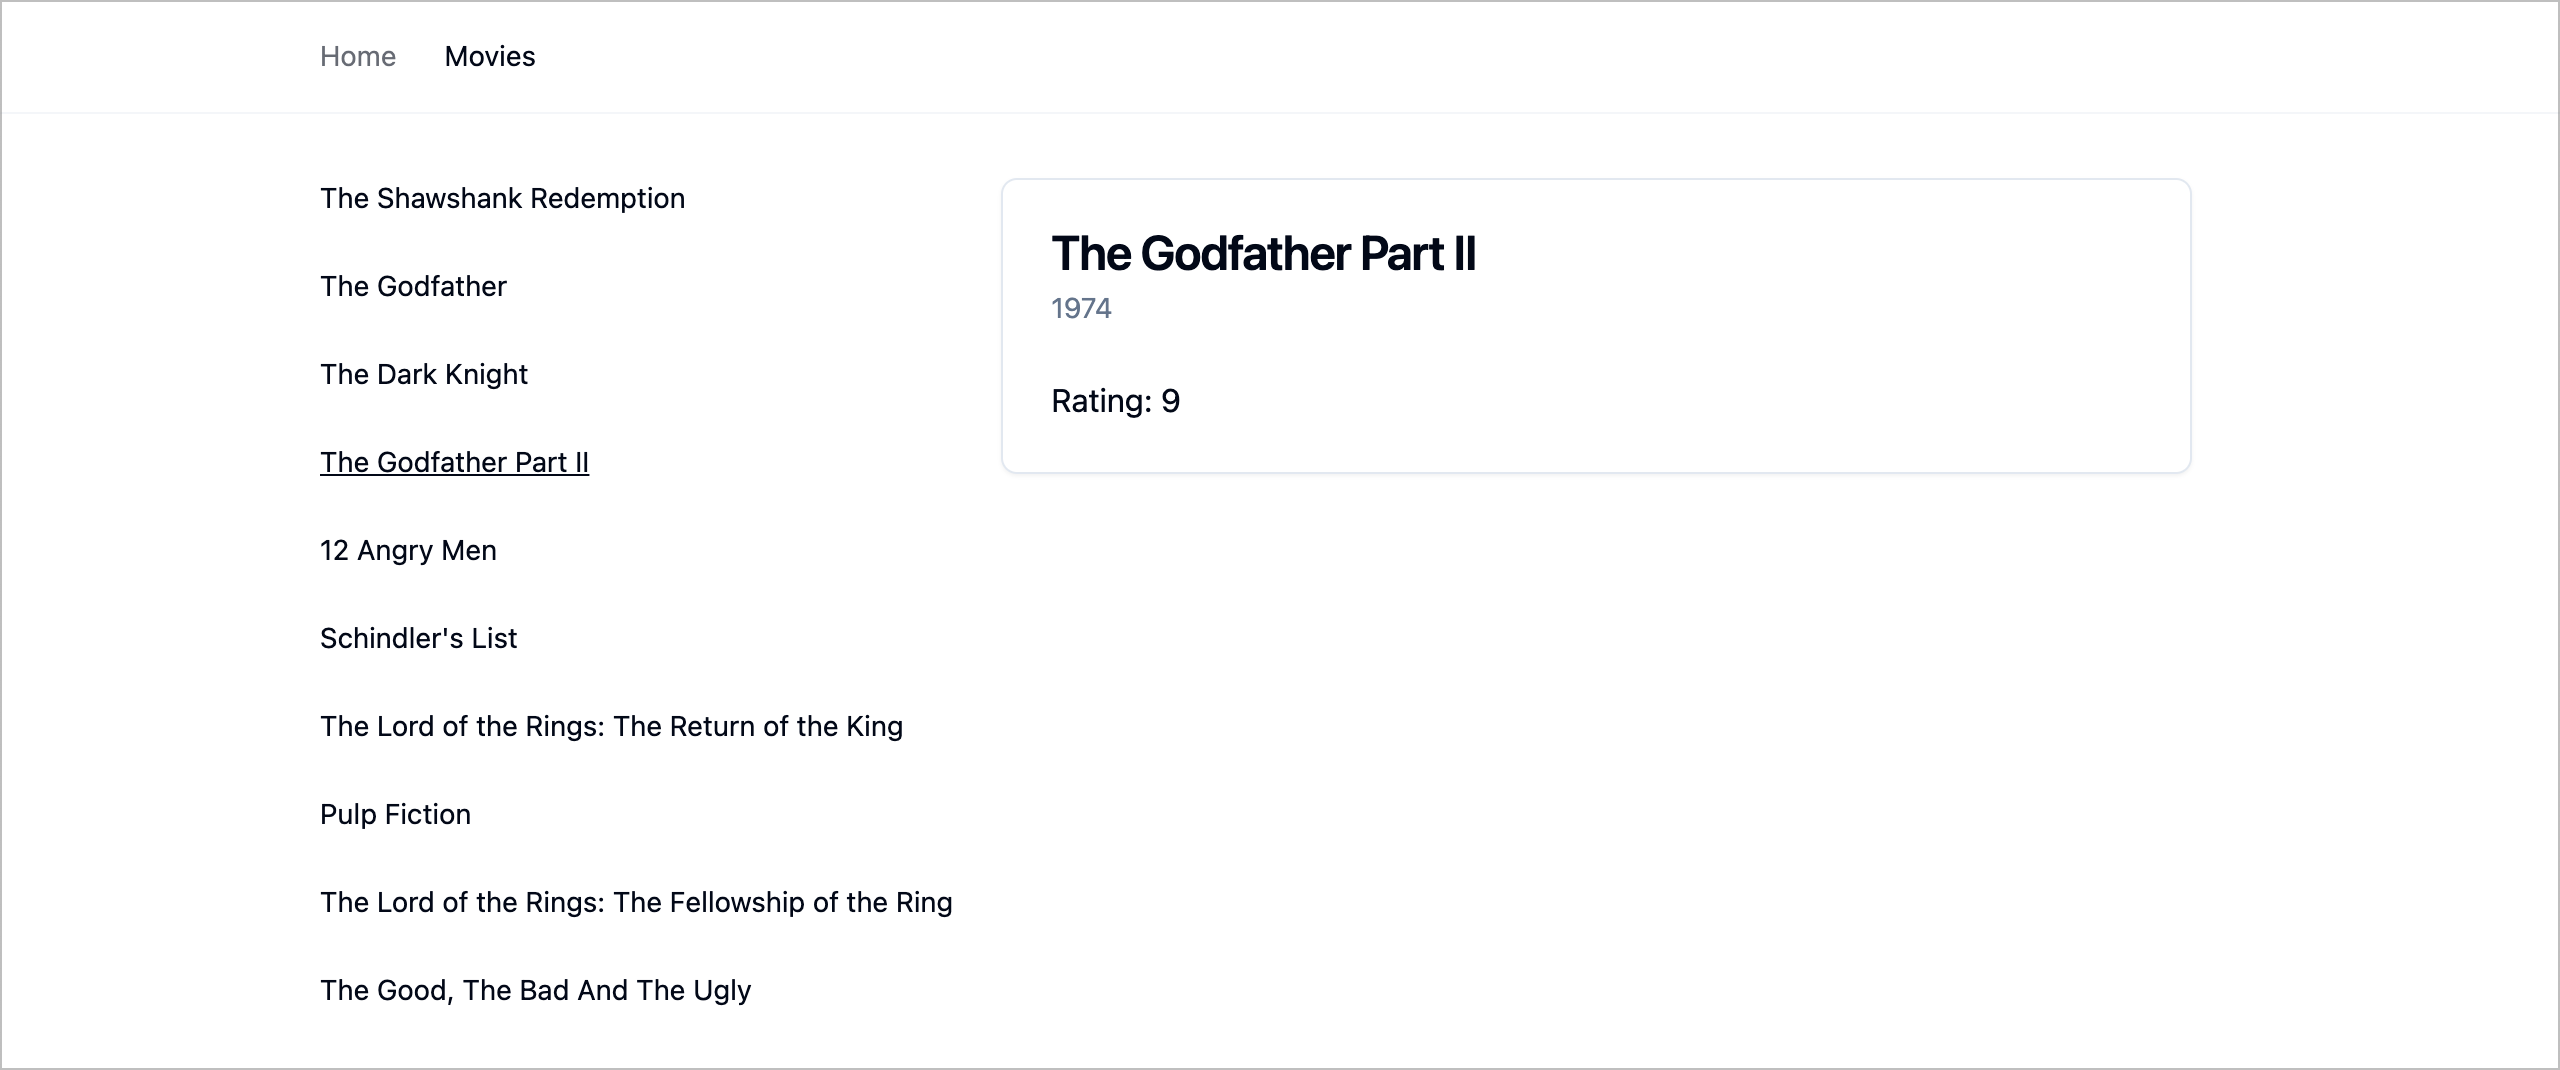 Home Movies
The Shawshank Redemption
The Godfather
The Dark Knight
The Godfather Part II
12 Angry Men
Schindler's List
The Lord of the Rings: The Return of the King
Pulp Fiction
The Lord of the Rings: The Fellowship of the Ring
The Good, The Bad And The Ugly
The Godfather Part II
1974
Rating: 9